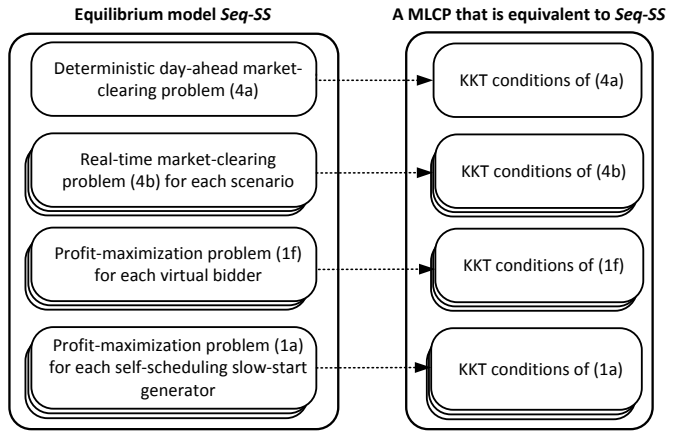 Equilibrium model Seq-SS
A MLCP that is equivalent to Seq-SS
Deterministic day-ahead market-
clearing problem (4a)
KKT conditions of (4a)
Real-time market-clearing
problem (4b) for each scenario
KKT conditions of (4b)
Profit-maximization problem (1f)
for each virtual bidder
KKT conditions of (1f)
Profit-maximization problem (1a)
for each self-scheduling slow-start
generator
KKT conditions of (1a)